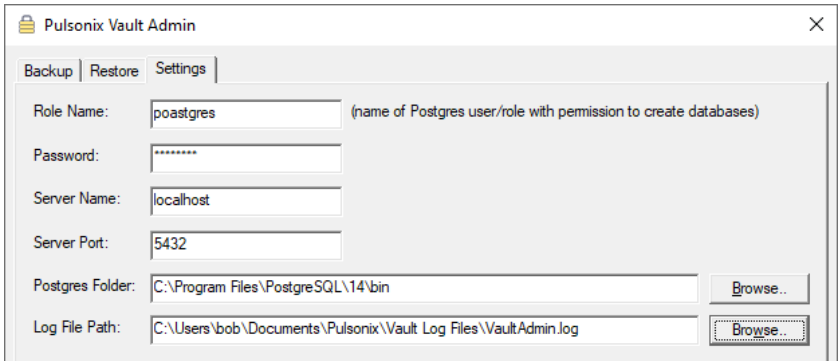 Pulsonix Vault Admin
Backup Restore Settings
Role Name: poastgres (name of Postgres user/role with permission to create databases)
Password: ********
Server Name: localhost
Server Port: 5432
Postgres Folder: C:\Program Files\PostgreSQL\14\bin Browse..
Log File Path: C:\Users\bob\Documents\Pulsonix\Vault Log Files\VaultAdmin.log Browse..